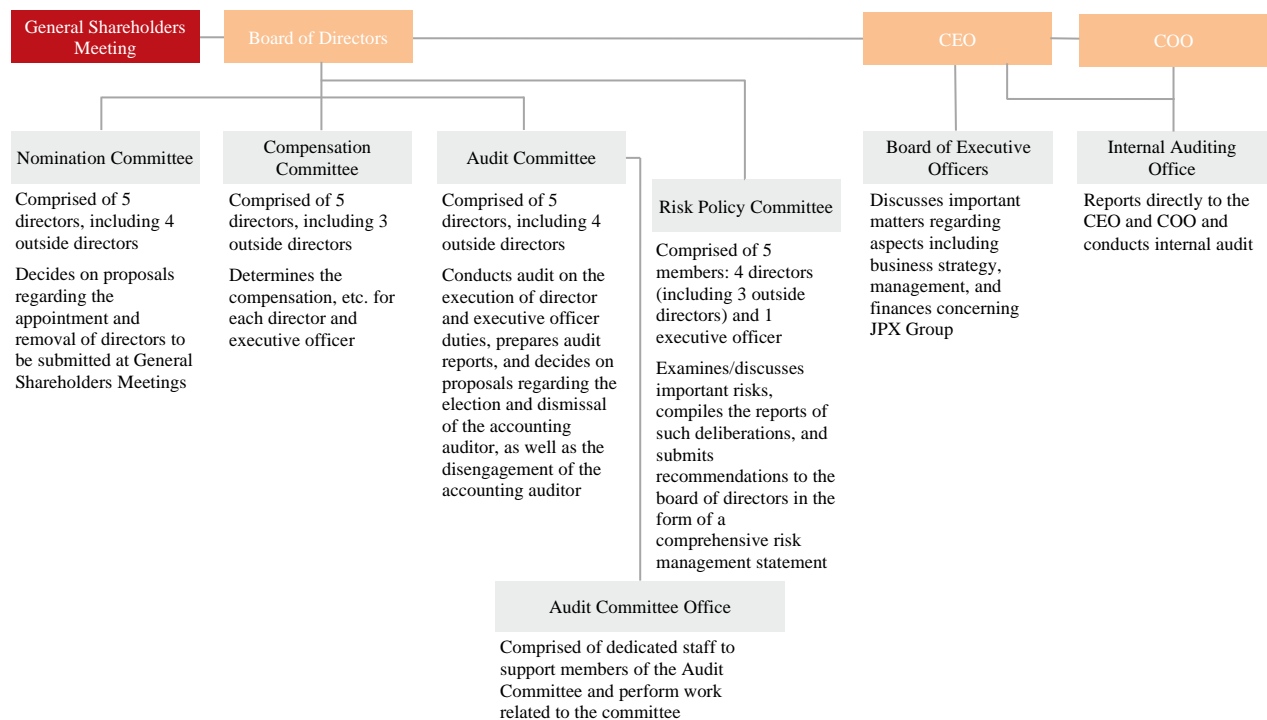 General Shareholders
Meeting
Board of Directors
CEO
COO
Nomination Committee
Comprised of 5
directors, including 4
outside directors
Decides on proposals
regarding the
appointment and
removal of directors to
be submitted at General
Shareholders Meetings
Compensation
Committee
Comprised of 5
directors, including 3
outside directors
Determines the
compensation, etc. for
each director and
executive officer
Audit Committee
Comprised of 5
directors, including 4
outside directors
Conducts audit on the
execution of director
and executive officer
duties, prepares audit
reports, and decides on
proposals regarding the
election and dismissal
of the accounting
auditor, as well as the
disengagement of the
accounting auditor
Risk Policy Committee
Comprised of 5
members: 4 directors
(including 3 outside
directors) and 1
executive officer
Examines/discusses
important risks,
compiles the reports of
such deliberations, and
submits
recommendations to the
board of directors in the
form of a
comprehensive risk
management statement
Board of Executive
Officers
Discusses important
matters regarding
aspects including
business strategy,
management, and
finances concerning
JPX Group
Internal Auditing
Office
Reports directly to the
CEO and COO and
conducts internal audit
Audit Committee Office
Comprised of dedicated staff to
support members of the Audit
Committee and perform work
related to the committee